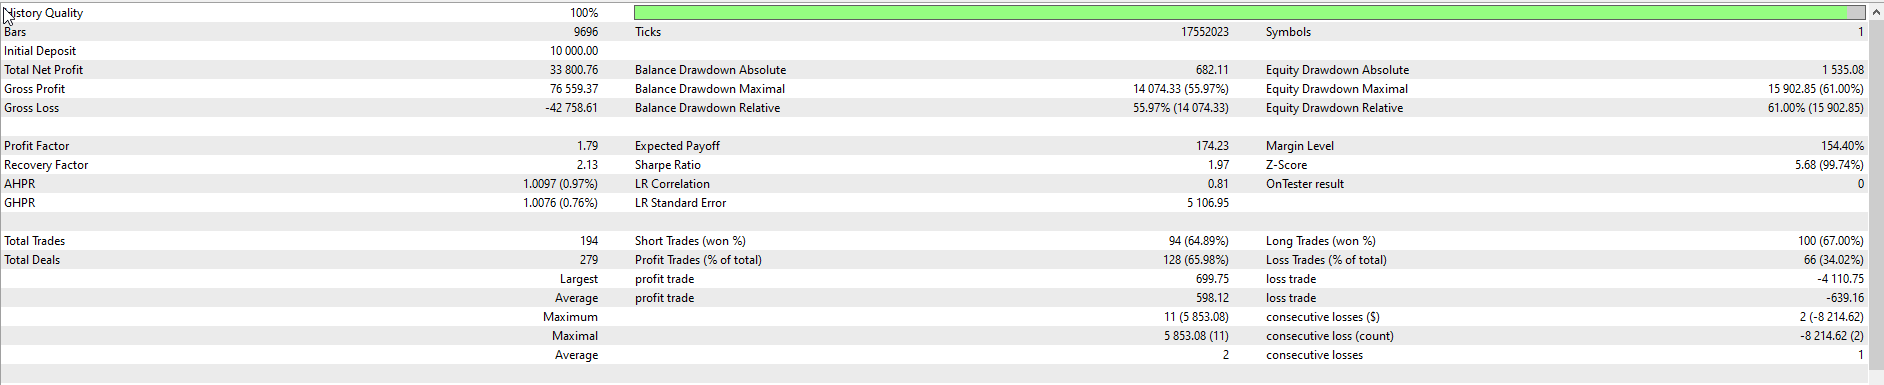 History Quality 100%
Bars 9696 Ticks 17552023 Symbols 1
Initial Deposit 10 000.00
Total Net Profit 33 800.76 Balance Drawdown Absolute 682.11 Equity Drawdown Absolute 1 535.08
Gross Profit 76 559.37 Balance Drawdown Maximal 14 074.33 (55.97%) Equity Drawdown Maximal 15 902.85 (61.00%)
Gross Loss -42 758.61 Balance Drawdown Relative 55.97% (14 074.33) Equity Drawdown Relative 61.00% (15 902.85)
Profit Factor 1.79 Expected Payoff 174.23 Margin Level 154.40%
Recovery Factor 2.13 Sharpe Ratio 1.97 Z-Score 5.68 (99.74%)
AHPR 1.0097 (0.97%) LR Correlation 0.81 OnTester result 0
GHPR 1.0076 (0.76%) LR Standard Error 5 106.95
Total Trades 194 Short Trades (won %) 94 (64.89%) Long Trades (won %) 100 (67.00%)
Total Deals 279 Profit Trades (% of total) 128 (65.98%) Loss Trades (% of total) 66 (34.02%)
Largest profit trade 699.75 loss trade -4 110.75
Average profit trade 598.12 loss trade -639.16
Maximum 11 (5 853.08) consecutive losses ($) 2 (-8 214.62)
Maximal 5 853.08 (11) consecutive loss (count) -8 214.62 (2)
Average 2 consecutive losses 1